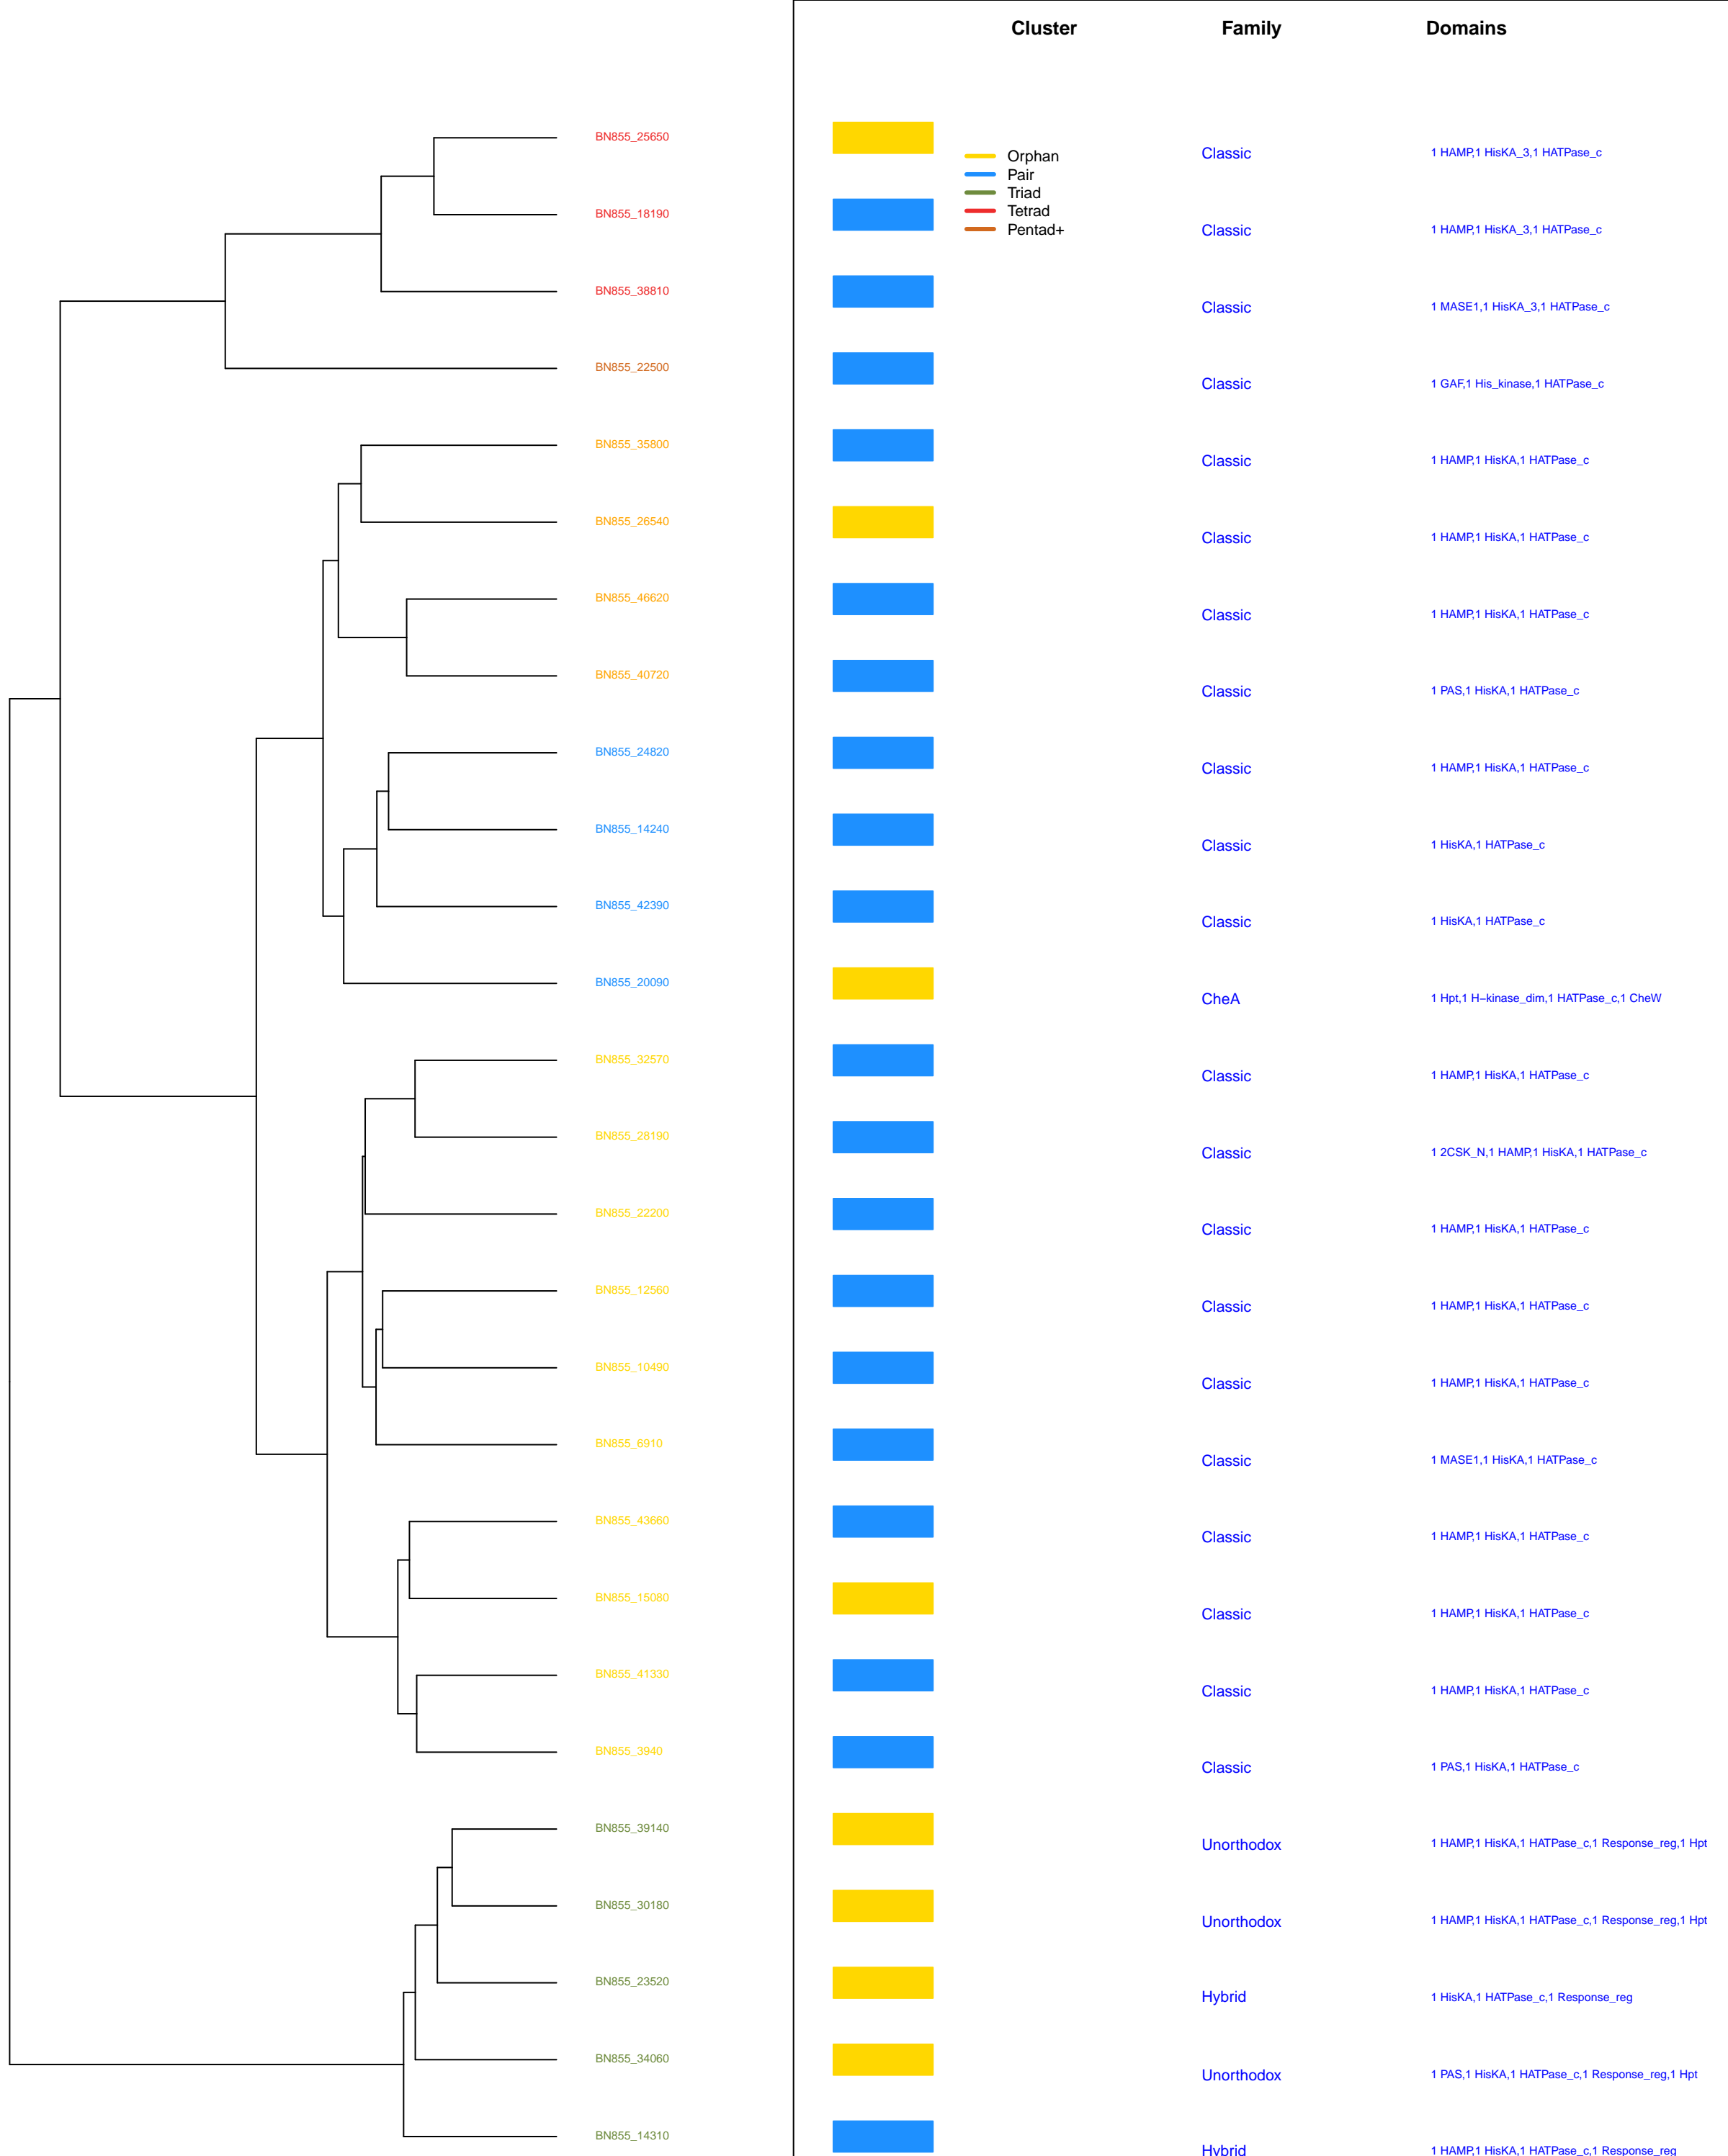 Cluster Family Domains
BN855_25650
Orphan
Classic 1 HAMP,1 HisKA_3,1 HATPase_c
Pair
Triad
BN855_18190
Tetrad
Pentad+
Classic 1 HAMP,1 HisKA_3,1 HATPase_c
BN855_38810
Classic 1 MASE1,1 HisKA_3,1 HATPase_c
BN855_22500
Classic 1 GAF,1 His_kinase,1 HATPase_c
BN855_35800
Classic 1 HAMP,1 HisKA,1 HATPase_c
BN855_26540
Classic 1 HAMP,1 HisKA,1 HATPase_c
BN855_46620
Classic 1 HAMP,1 HisKA,1 HATPase_c
BN855_40720
Classic 1 PAS,1 HisKA,1 HATPase_c
BN855_24820
Classic 1 HAMP,1 HisKA,1 HATPase_c
BN855_14240
Classic 1 HisKA,1 HATPase_c
BN855_42390
Classic 1 HisKA,1 HATPase_c
BN855_20090
CheA 1 Hpt,1 H−kinase_dim,1 HATPase_c,1 CheW
BN855_32570
Classic 1 HAMP,1 HisKA,1 HATPase_c
BN855_28190
Classic 1 2CSK_N,1 HAMP,1 HisKA,1 HATPase_c
BN855_22200
Classic 1 HAMP,1 HisKA,1 HATPase_c
BN855_12560
Classic 1 HAMP,1 HisKA,1 HATPase_c
BN855_10490
Classic 1 HAMP,1 HisKA,1 HATPase_c
BN855_6910
Classic 1 MASE1,1 HisKA,1 HATPase_c
BN855_43660
Classic 1 HAMP,1 HisKA,1 HATPase_c
BN855_15080
Classic 1 HAMP,1 HisKA,1 HATPase_c
BN855_41330
Classic 1 HAMP,1 HisKA,1 HATPase_c
BN855_3940
Classic 1 PAS,1 HisKA,1 HATPase_c
BN855_39140
Unorthodox 1 HAMP,1 HisKA,1 HATPase_c,1 Response_reg,1 Hpt
BN855_30180
Unorthodox 1 HAMP,1 HisKA,1 HATPase_c,1 Response_reg,1 Hpt
BN855_23520
Hybrid 1 HisKA,1 HATPase_c,1 Response_reg
BN855_34060
Unorthodox 1 PAS,1 HisKA,1 HATPase_c,1 Response_reg,1 Hpt
BN855_14310
Hybrid 1 HAMP,1 HisKA,1 HATPase_c,1 Response_reg